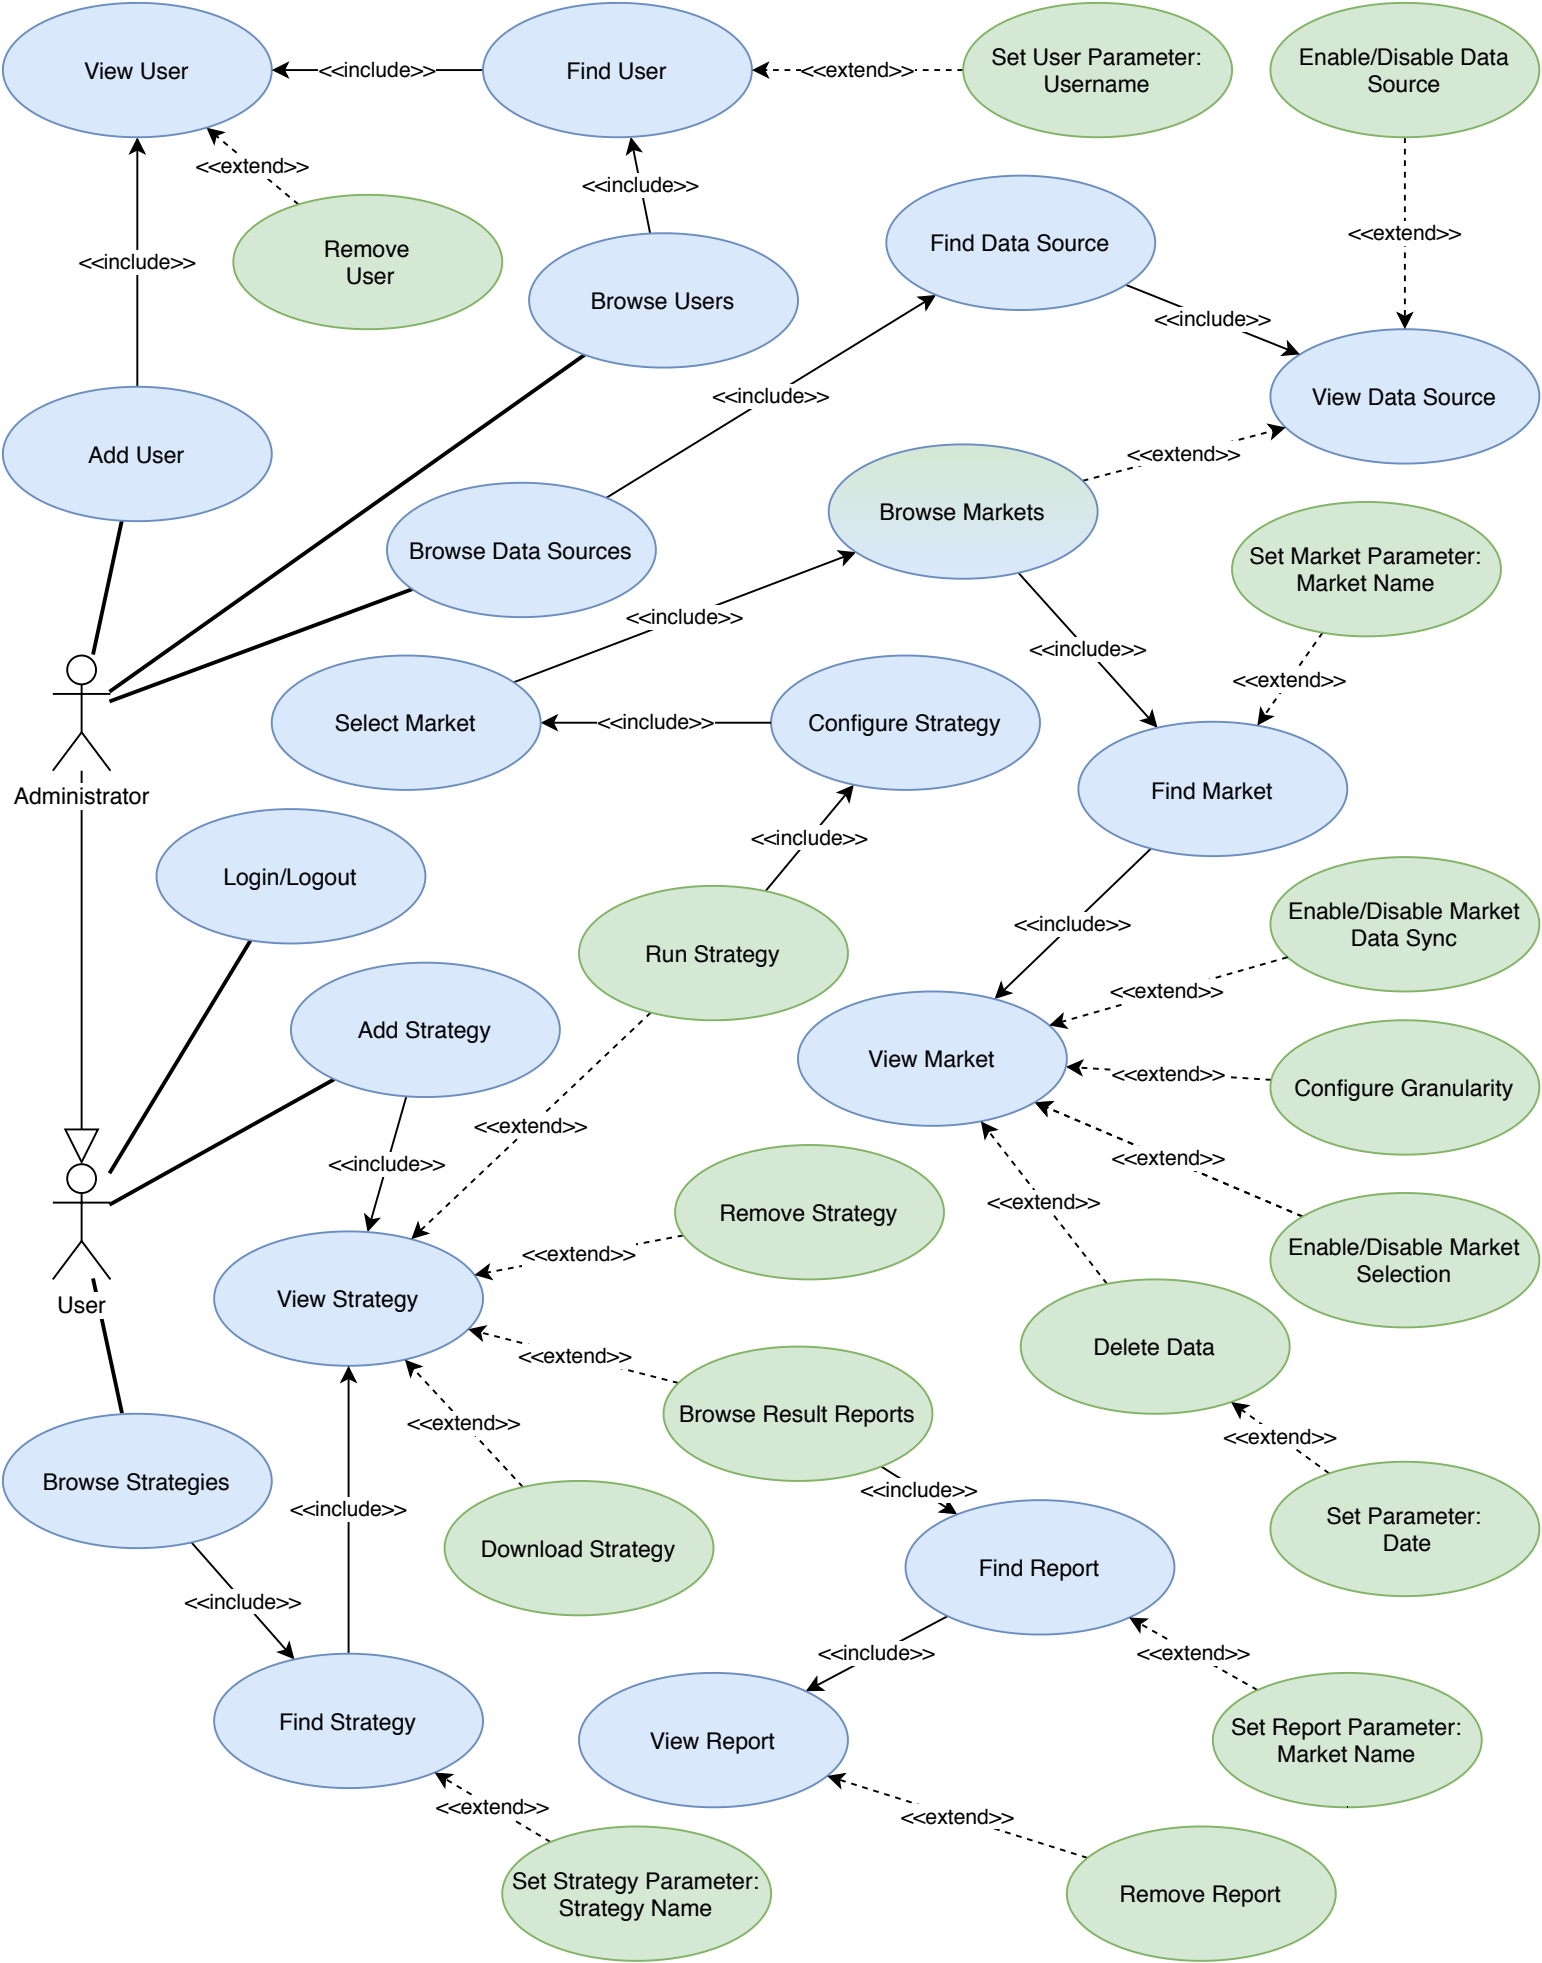 View User
<<include>>
Find User
<<extend>>
Set User Parameter:
Username
Enable/Disable Data
Source
<<extend>>
<<include>>
Remove
User
<<include>>
Browse Users
Find Data Source
<<extend>>
<<include>>
<<include>>
View Data Source
Add User
<<extend>>
Browse Markets
Browse Data Sources
Set Market Parameter:
Market Name
<<include>>
<<include>>
<<extend>>
Select Market
<<include>>
Configure Strategy
Find Market
Administrator
<<include>>
Login/Logout
Run Strategy
<<include>>
Enable/Disable Market
Data Sync
<<extend>>
Add Strategy
View Market
<<extend>>
Configure Granularity
<<extend>>
<<include>>
<<extend>>
<<extend>>
Remove Strategy
<<extend>>
Enable/Disable Market
Selection
View Strategy
User
<<extend>>
Delete Data
<<extend>>
Browse Result Reports
<<extend>>
Browse Strategies
<<include>>
<<include>>
Set Parameter:
Date
Download Strategy
Find Report
<<include>>
<<include>>
<<extend>>
Find Strategy
View Report
Set Report Parameter:
Market Name
<<extend>>
<<extend>>
Set Strategy Parameter:
Strategy Name
Remove Report